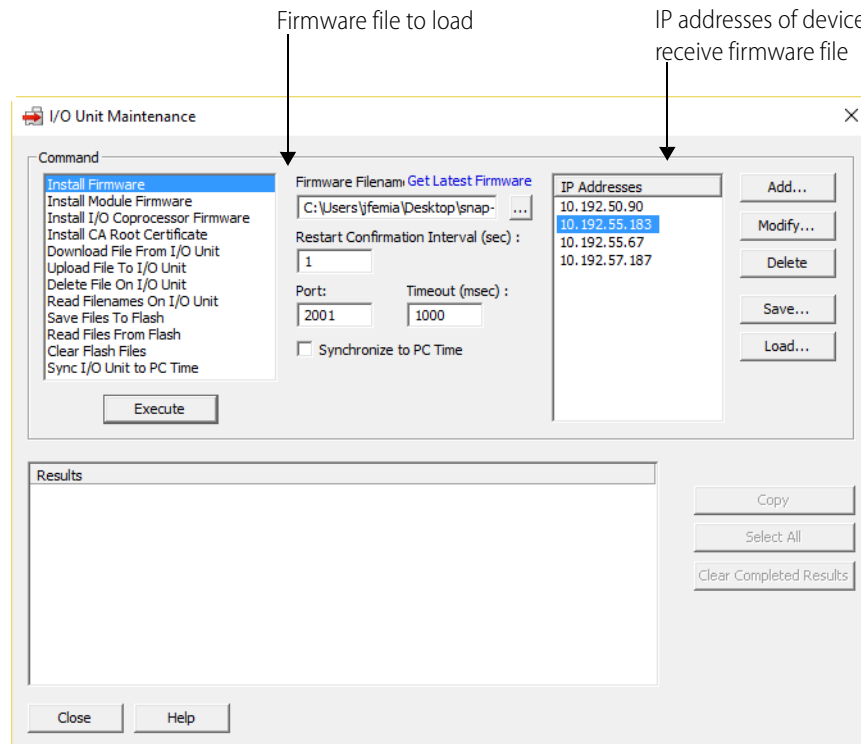 Firmware file to load
IP addresses of device
receive firmware file
I/O Unit Maintenance
Command
Install Firmware
Install Module Firmware
Install I/O Coprocessor Firmware
Install CA Root Certificate
Download File From I/O Unit
Upload File To I/O Unit
Delete File On I/O Unit
Read Filenames On I/O Unit
Save Files To Flash
Read Files From Flash
Clear Flash Files
Sync I/O Unit to PC Time
Execute
Firmware Filenam Get Latest Firmware
C:\Users\jfemia\Desktop\snap- ...
Restart Confirmation Interval (sec) :
1
Port: Timeout (msec) :
2001 1000
Synchronize to PC Time
IP Addresses
10.192.50.90
10.192.55.183
10.192.55.67
10.192.57.187
Add...
Modify...
Delete
Save...
Load...
Results
Copy
Select All
Clear Completed Results
Close Help